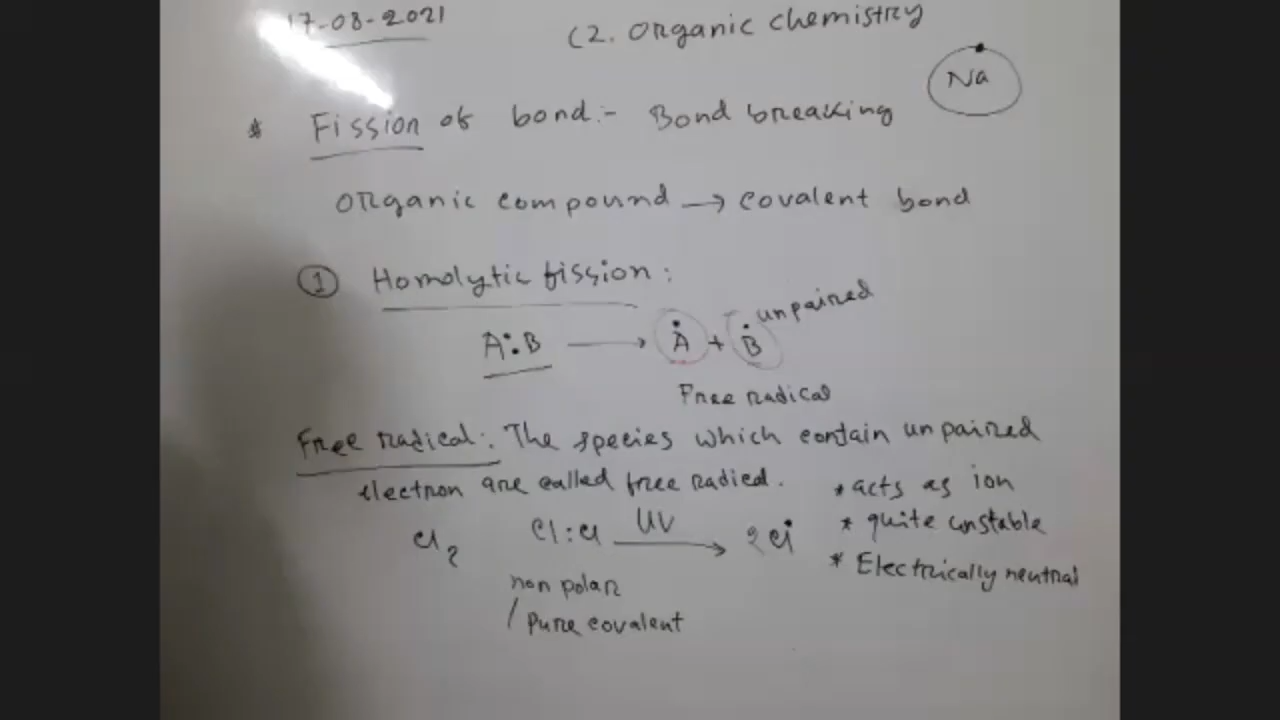 17-08-2021
C2. Organic chemistry
Na
* Fission of bond:- Bond breaking
Organic compound → covalent bond
① Homolytic fission:
A:B → Ȧ + Ḃ unpaired
Free radical
Free radical: The species which contain unpaired
electron are called free radical.
* acts as ion
* quite unstable
* Electrically neutral
Cl₂ Cl:Cl UV → 2Cl•
non polar
/ pure covalent